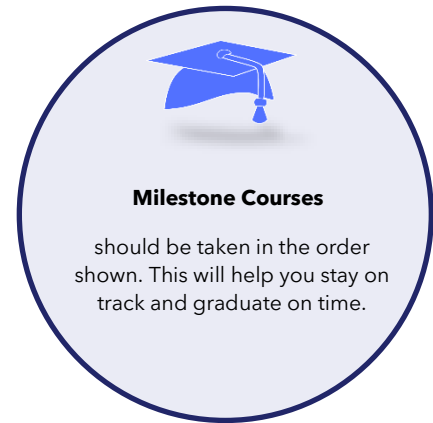 Milestone Courses
should be taken in the order
shown. This will help you stay on
track and graduate on time.